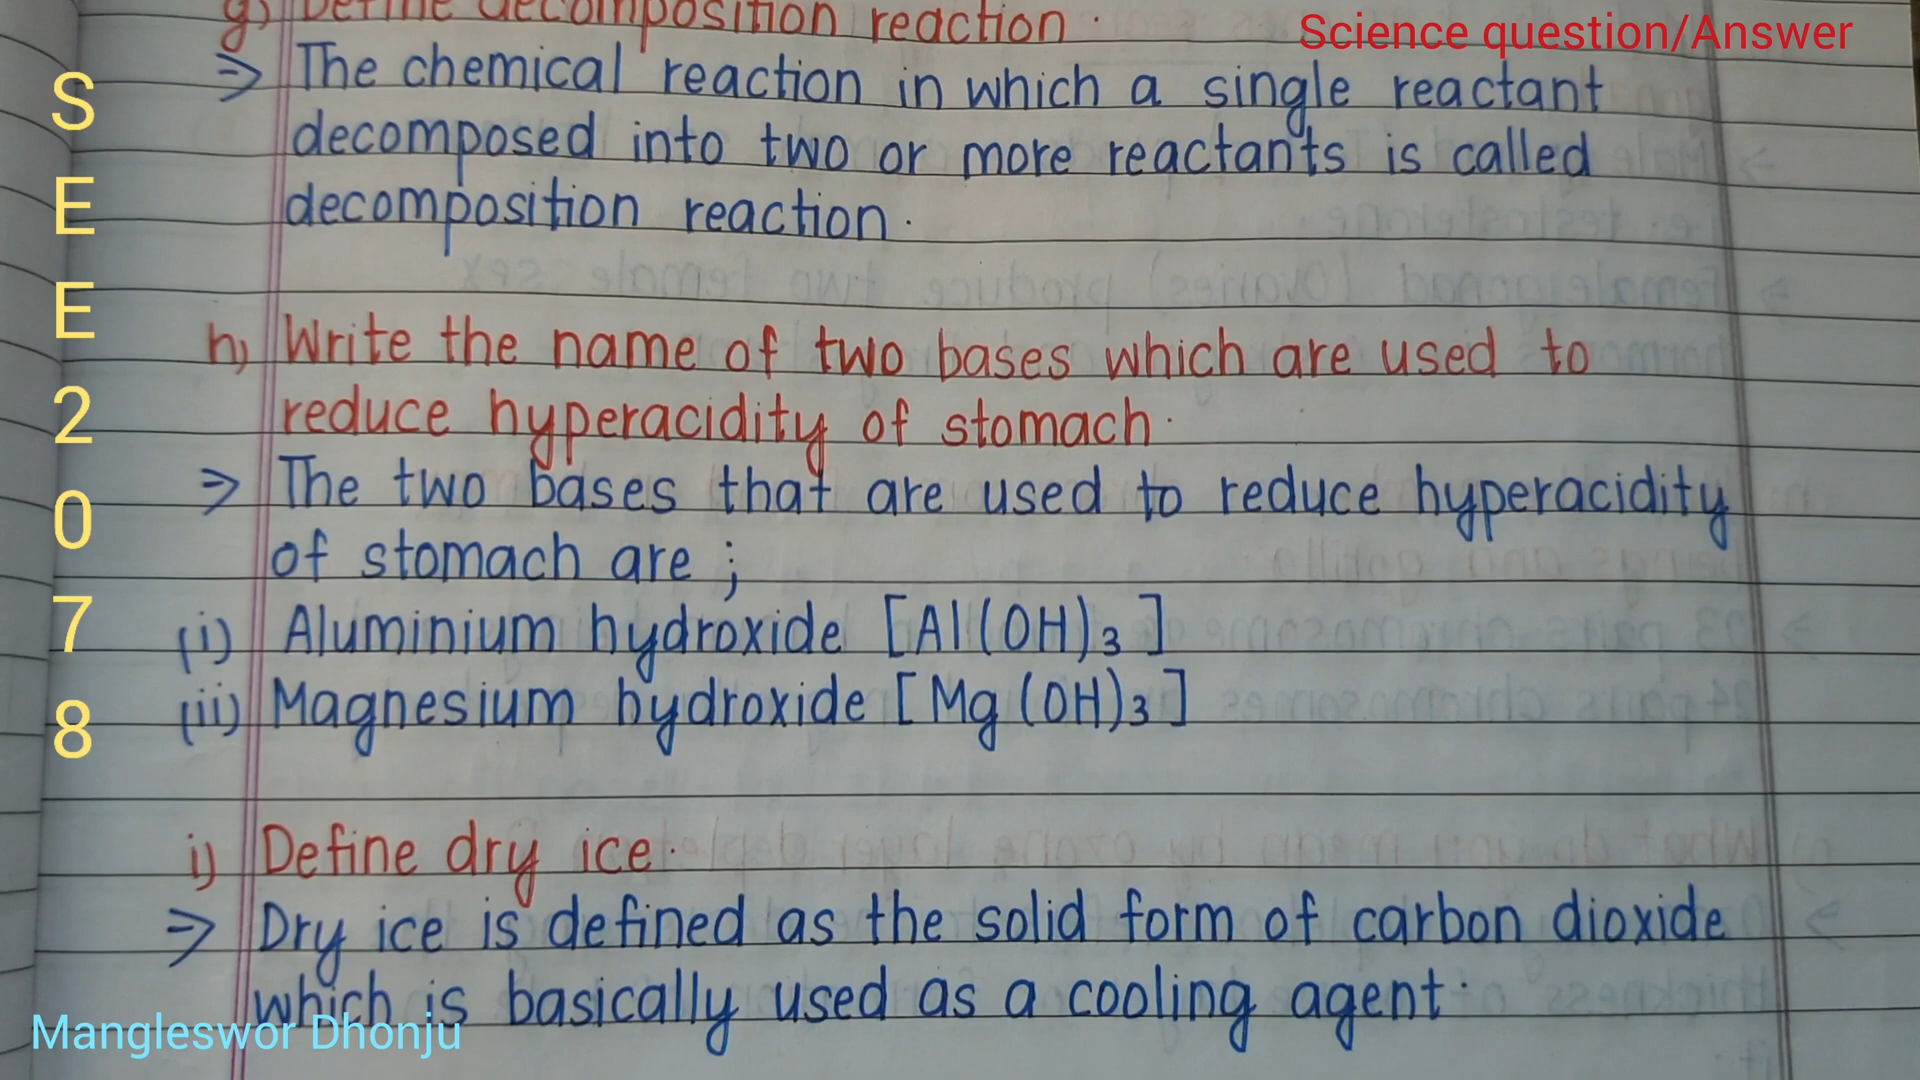 g) Define decomposition reaction.
Science question/Answer
⇒ The chemical reaction in which a single reactant
decomposed into two or more reactants is called
decomposition reaction.
h) Write the name of two bases which are used to
reduce hyperacidity of stomach.
⇒ The two bases that are used to reduce hyperacidity
of stomach are ;
(i) Aluminium hydroxide [Al(OH)3]
(ii) Magnesium hydroxide [Mg(OH)3]
i) Define dry ice.
⇒ Dry ice is defined as the solid form of carbon dioxide
which is basically used as a cooling agent.
S
E
E
2
0
7
8
Mangleswor Dhonju